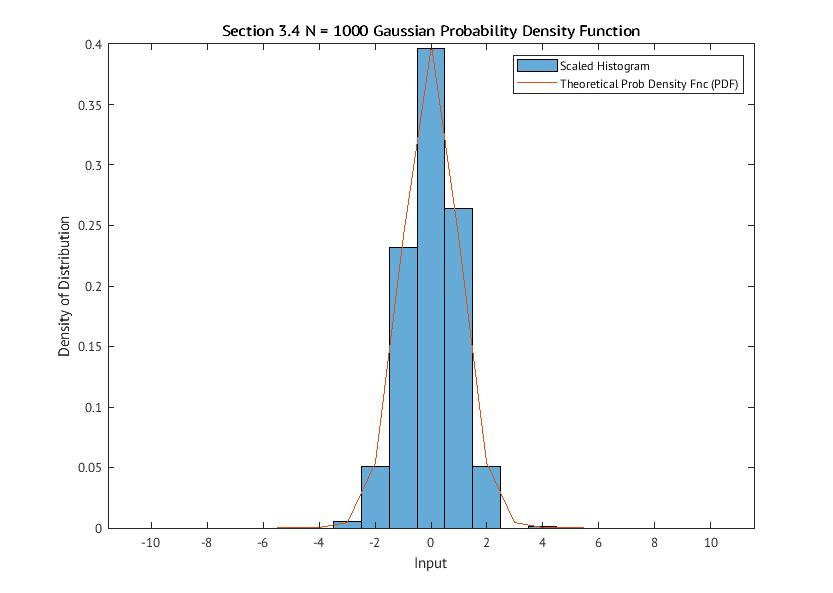 Section 3.4 N = 1000 Gaussian Probability Density Function
Scaled Histogram
Theoretical Prob Density Fnc (PDF)
Density of Distribution
0.4
0.35
0.3
0.25
0.2
0.15
0.1
0.05
0
-10 -8 -6 -4 -2 0 2 4 6 8 10
Input